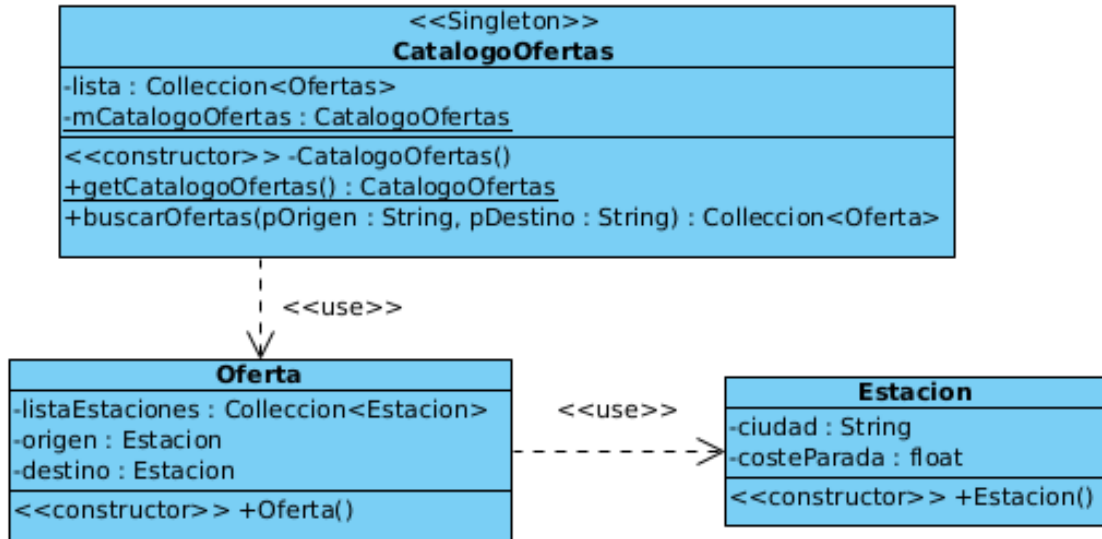 <<Singleton>>
CatalogoOfertas
-lista : Colleccion<Ofertas>
-mCatalogoOfertas : CatalogoOfertas
<<constructor>> -CatalogoOfertas()
+getCatalogoOfertas() : CatalogoOfertas
+buscarOfertas(pOrigen : String, pDestino : String) : Colleccion<Oferta>
<<use>>
Oferta
-listaEstaciones : Colleccion<Estacion>
-origen : Estacion
-destino : Estacion
<<constructor>> +Oferta()
<<use>>
Estacion
-ciudad : String
-costeParada : float
<<constructor>> +Estacion()